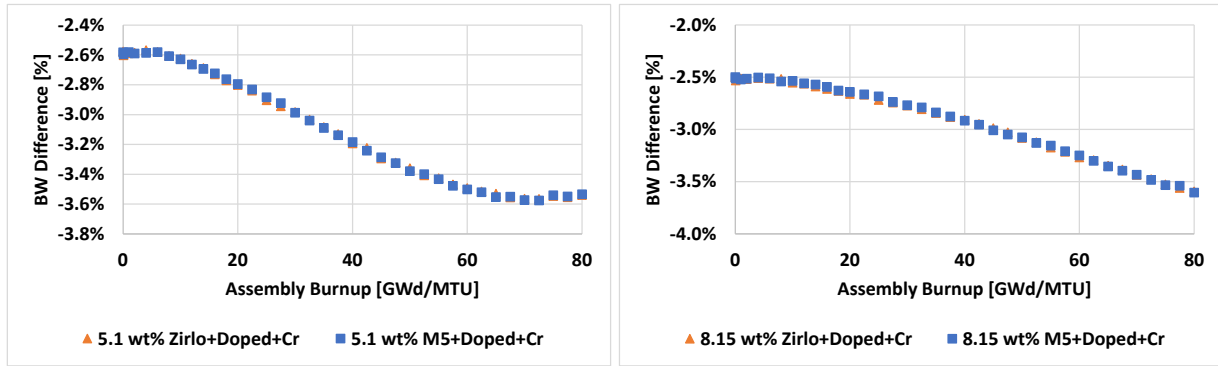 -2.4%
-2.6%
-2.8%
-3.0%
-3.2%
-3.4%
-3.6%
-3.8%
BW Difference [%]
0 20 40 60 80
Assembly Burnup [GWd/MTU]
5.1 wt% Zirlo+Doped+Cr 5.1 wt% M5+Doped+Cr
-2.0%
-2.5%
-3.0%
-3.5%
-4.0%
BW Difference [%]
0 20 40 60 80
Assembly Burnup [GWd/MTU]
8.15 wt% Zirlo+Doped+Cr 8.15 wt% M5+Doped+Cr